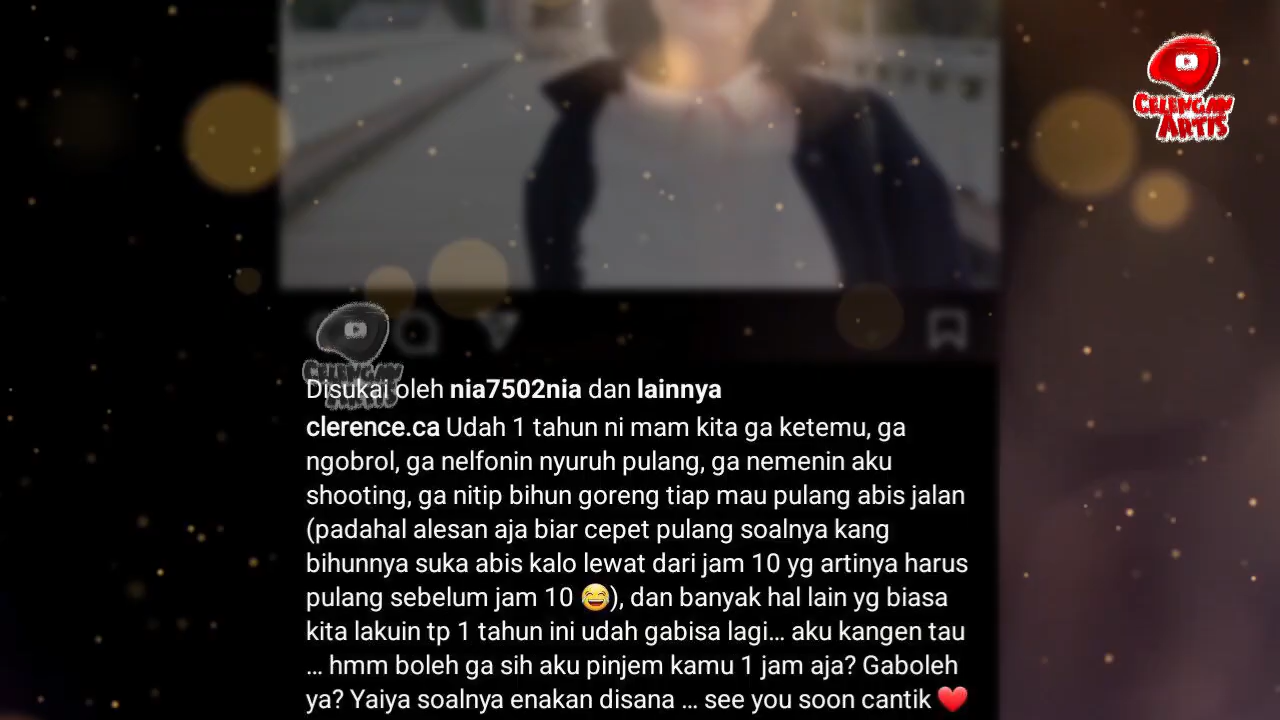 CELENGAN
ARTIS
CELENGAN
ARTIS
Disukai oleh nia7502nia dan lainnya
clerence.ca Udah 1 tahun ni mam kita ga ketemu, ga
ngobrol, ga nelfonin nyuruh pulang, ga nemenin aku
shooting, ga nitip bihun goreng tiap mau pulang abis jalan
(padahal alesan aja biar cepet pulang soalnya kang
bihunnya suka abis kalo lewat dari jam 10 yg artinya harus
pulang sebelum jam 10 😂), dan banyak hal lain yg biasa
kita lakuin tp 1 tahun ini udah gabisa lagi... aku kangen tau
... hmm boleh ga sih aku pinjem kamu 1 jam aja? Gaboleh
ya? Yaiya soalnya enakan disana ... see you soon cantik ❤️